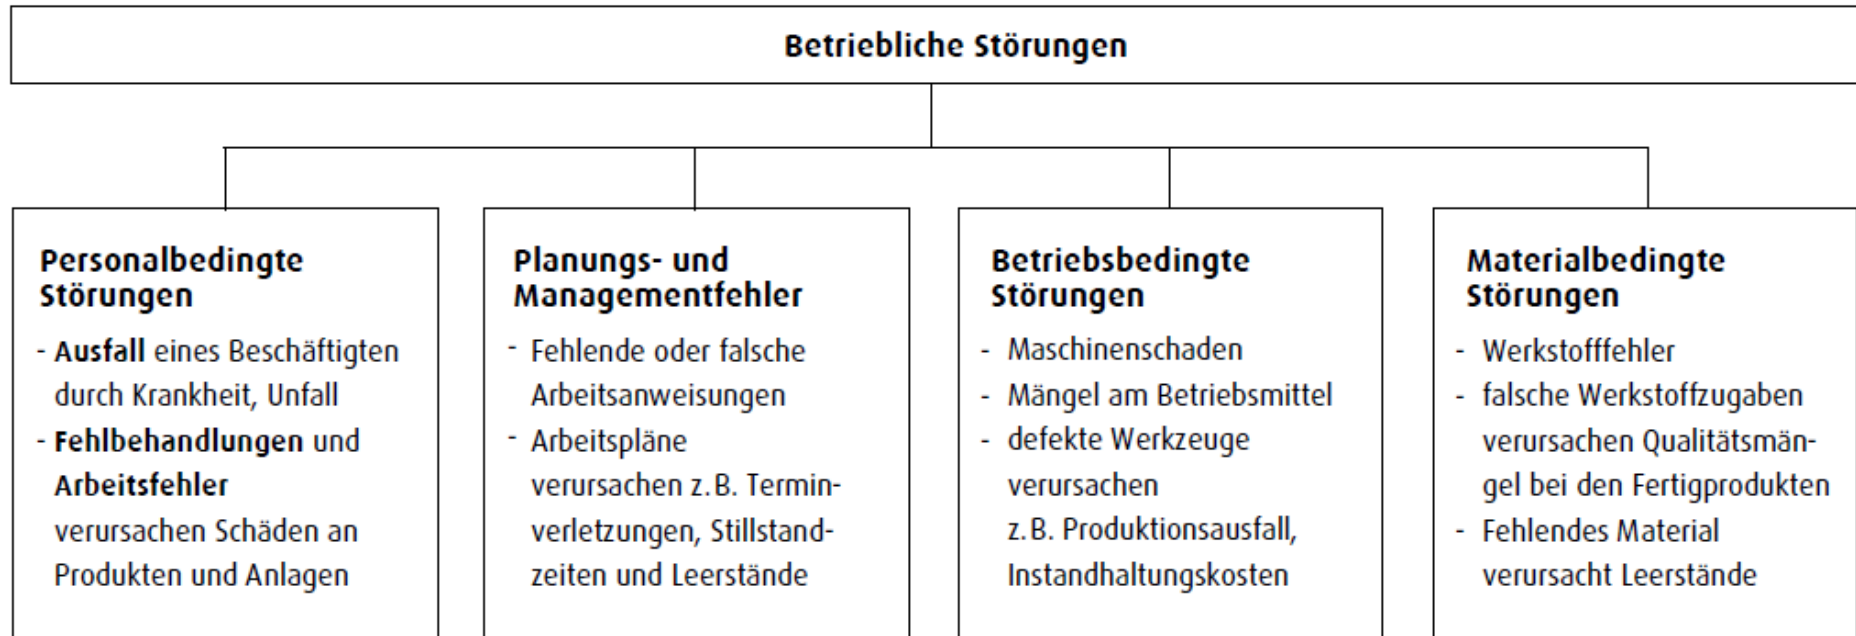 Betriebliche Störungen
Personalbedingte
Störungen
- Ausfall eines Beschäftigten
durch Krankheit, Unfall
- Fehlbehandlungen und
Arbeitsfehler
verursachen Schäden an
Produkten und Anlagen
Planungs- und
Managementfehler
- Fehlende oder falsche
Arbeitsanweisungen
- Arbeitspläne
verursachen z.B. Termin-
verletzungen, Stillstand-
zeiten und Leerstände
Betriebsbedingte
Störungen
- Maschinenschaden
- Mängel am Betriebsmittel
- defekte Werkzeuge
verursachen
z.B. Produktionsausfall,
Instandhaltungskosten
Materialbedingte
Störungen
- Werkstofffehler
- falsche Werkstoffzugaben
verursachen Qualitätsmän-
gel bei den Fertigprodukten
- Fehlendes Material
verursacht Leerstände